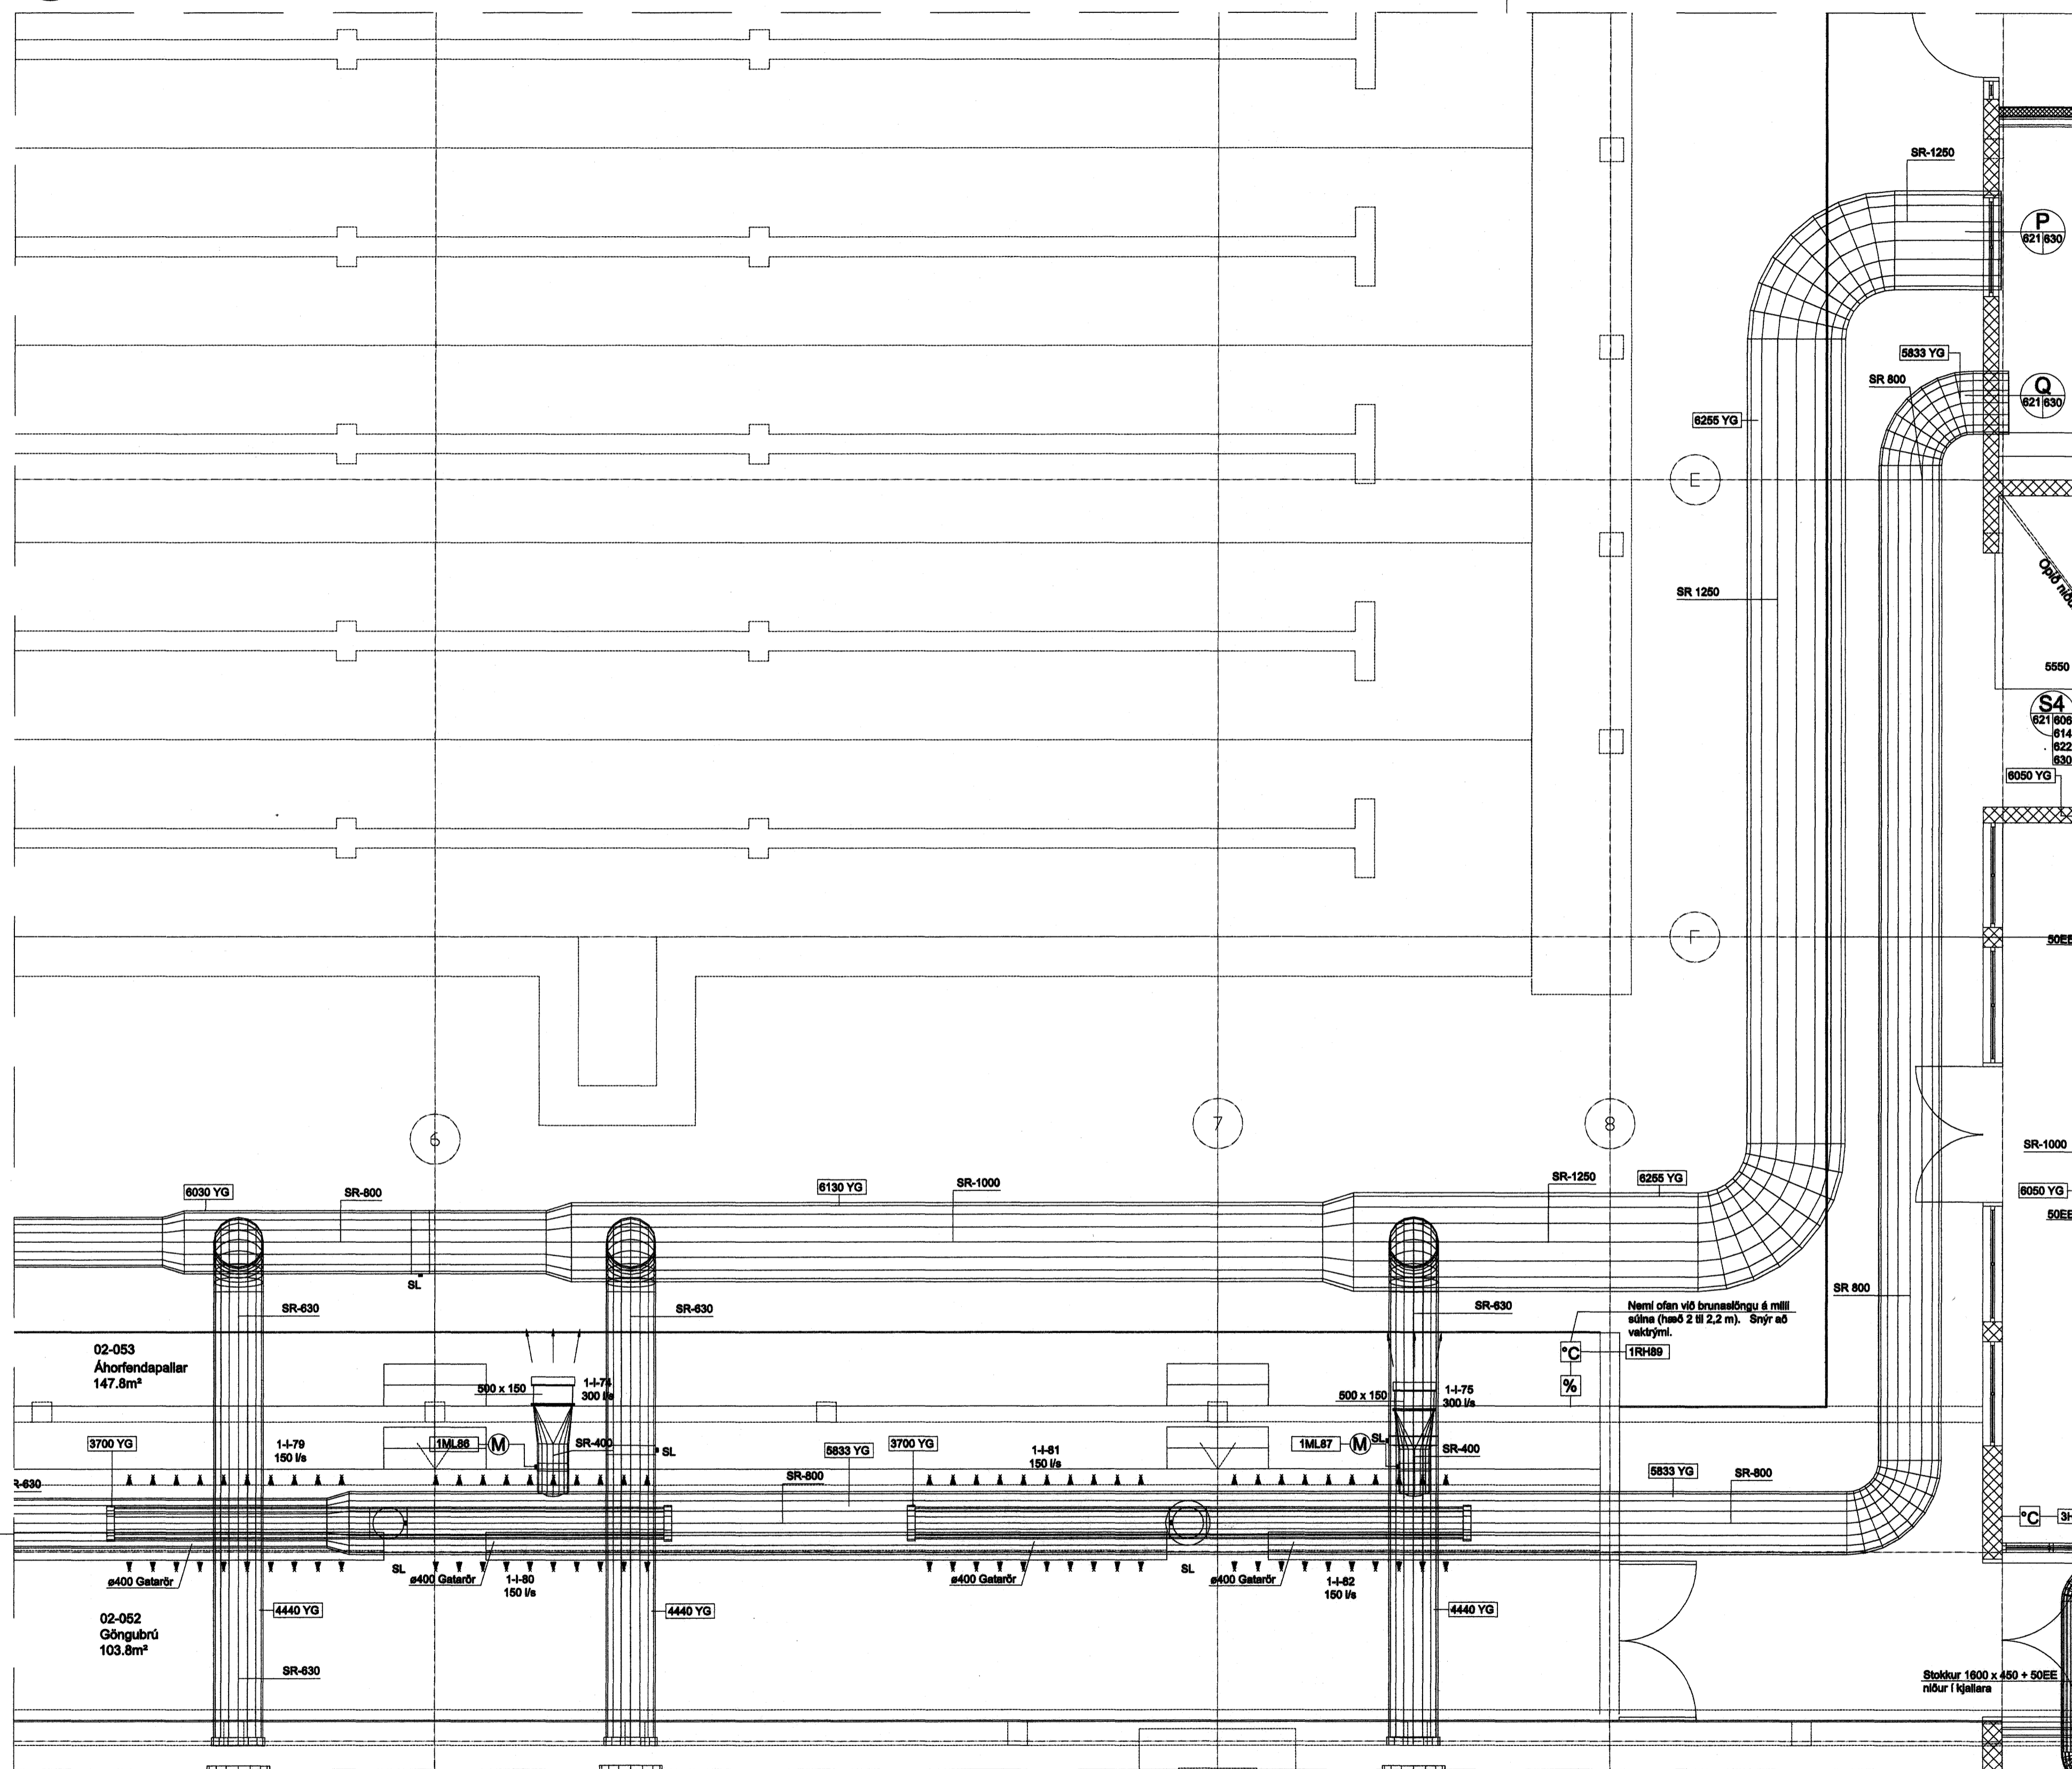 SR-1250
P
621 630
5833 YG
SR 800
Q
621 630
6255 YG
E
SR 1250
5550
S4
621 606
614
622
630
6050 YG
F
50EE
6
7
8
SR-1000
6050 YG
50EE
6030 YG
SR-800
6130 YG
SR-1000
SR-1250
6255 YG
SL
SR-630
SR-630
SR-630
SR 800
Nemi ofan við brunaslöngu á milli
súlna (hæð 2 til 2,2 m). Snýr að
vaktrými.
°C
1RH89
%
02-053
Áhorfendapallar
147.8m²
500 x 150
1-I-74
300 l/s
500 x 150
1-I-75
300 l/s
3700 YG
1-I-79
150 l/s
1ML86
M
SR-400
SL
5833 YG
3700 YG
1-I-81
150 l/s
1ML87
M
SL
SR-400
R-630
SR-800
5833 YG
SR-800
°C
3H
ø400 Gatarör
SL
ø400 Gatarör
1-I-80
150 l/s
ø400 Gatarör
SL
ø400 Gatarör
1-I-82
150 l/s
02-052
Göngubrú
103.8m²
4440 YG
4440 YG
4440 YG
SR-630
Stokkur 1600 x 450 + 50EE
niður í kjallara
Opið niðu